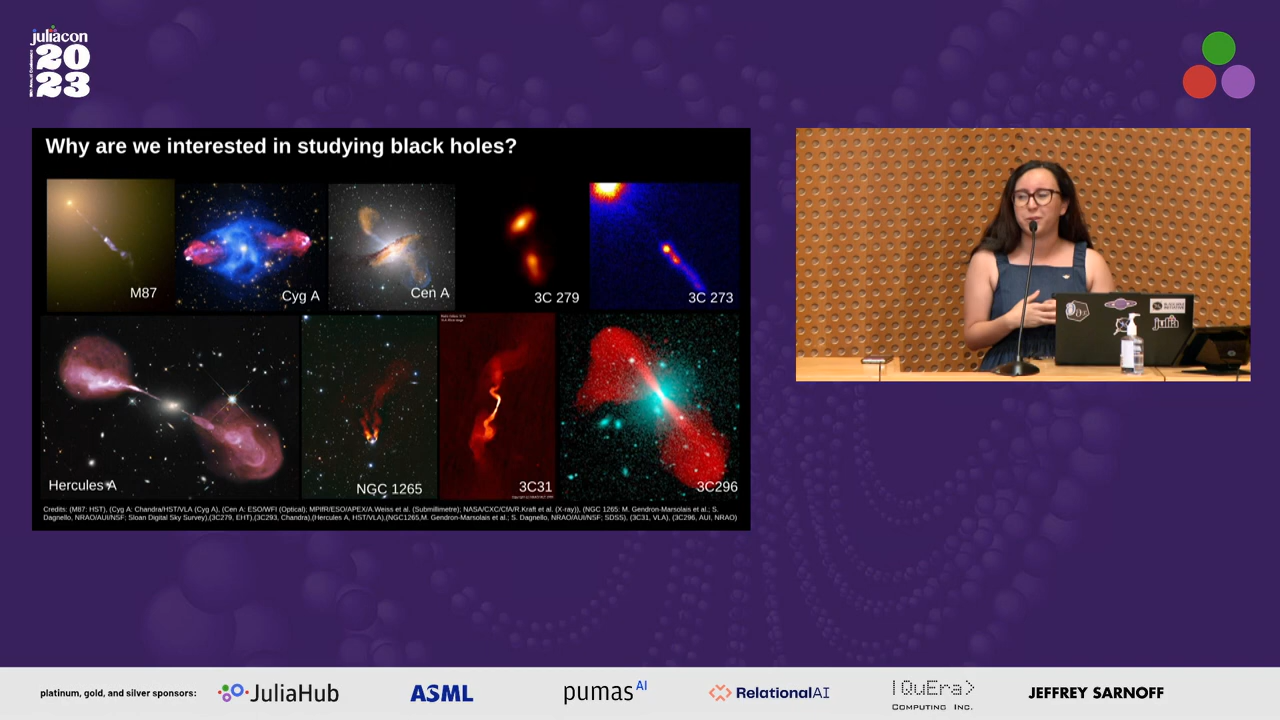 juliacon
20
23
Why are we interested in studying black holes?
M87
Cyg A
Cen A
3C 279
3C 273
Hercules A
NGC 1265
3C31
3C296
Credits: (M87: HST), (Cyg A: Chandra/HST/VLA (Cyg A), (Cen A: ESO/WFI (Optical); MPIfR/ESO/APEX/A.Weiss et al. (Submillimetre); NASA/CXC/CfA/R.Kraft et al. (X-ray)), (NGC 1265: M. Gendron-Marsolais et al.; S.
Dagnello, NRAO/AUI/NSF; Sloan Digital Sky Survey),(3C279, EHT),(3C293, Chandra),(Hercules A, HST/VLA),(NGC1265,M. Gendron-Marsolais et al.; S. Dagnello, NRAO/AUI/NSF; SDSS), (3C31, VLA), (3C296, AUI, NRAO)
julia
platinum, gold, and silver sponsors:
JuliaHub
ASML
pumasAI
RelationalAI
|QuEra>
COMPUTING INC.
JEFFREY SARNOFF